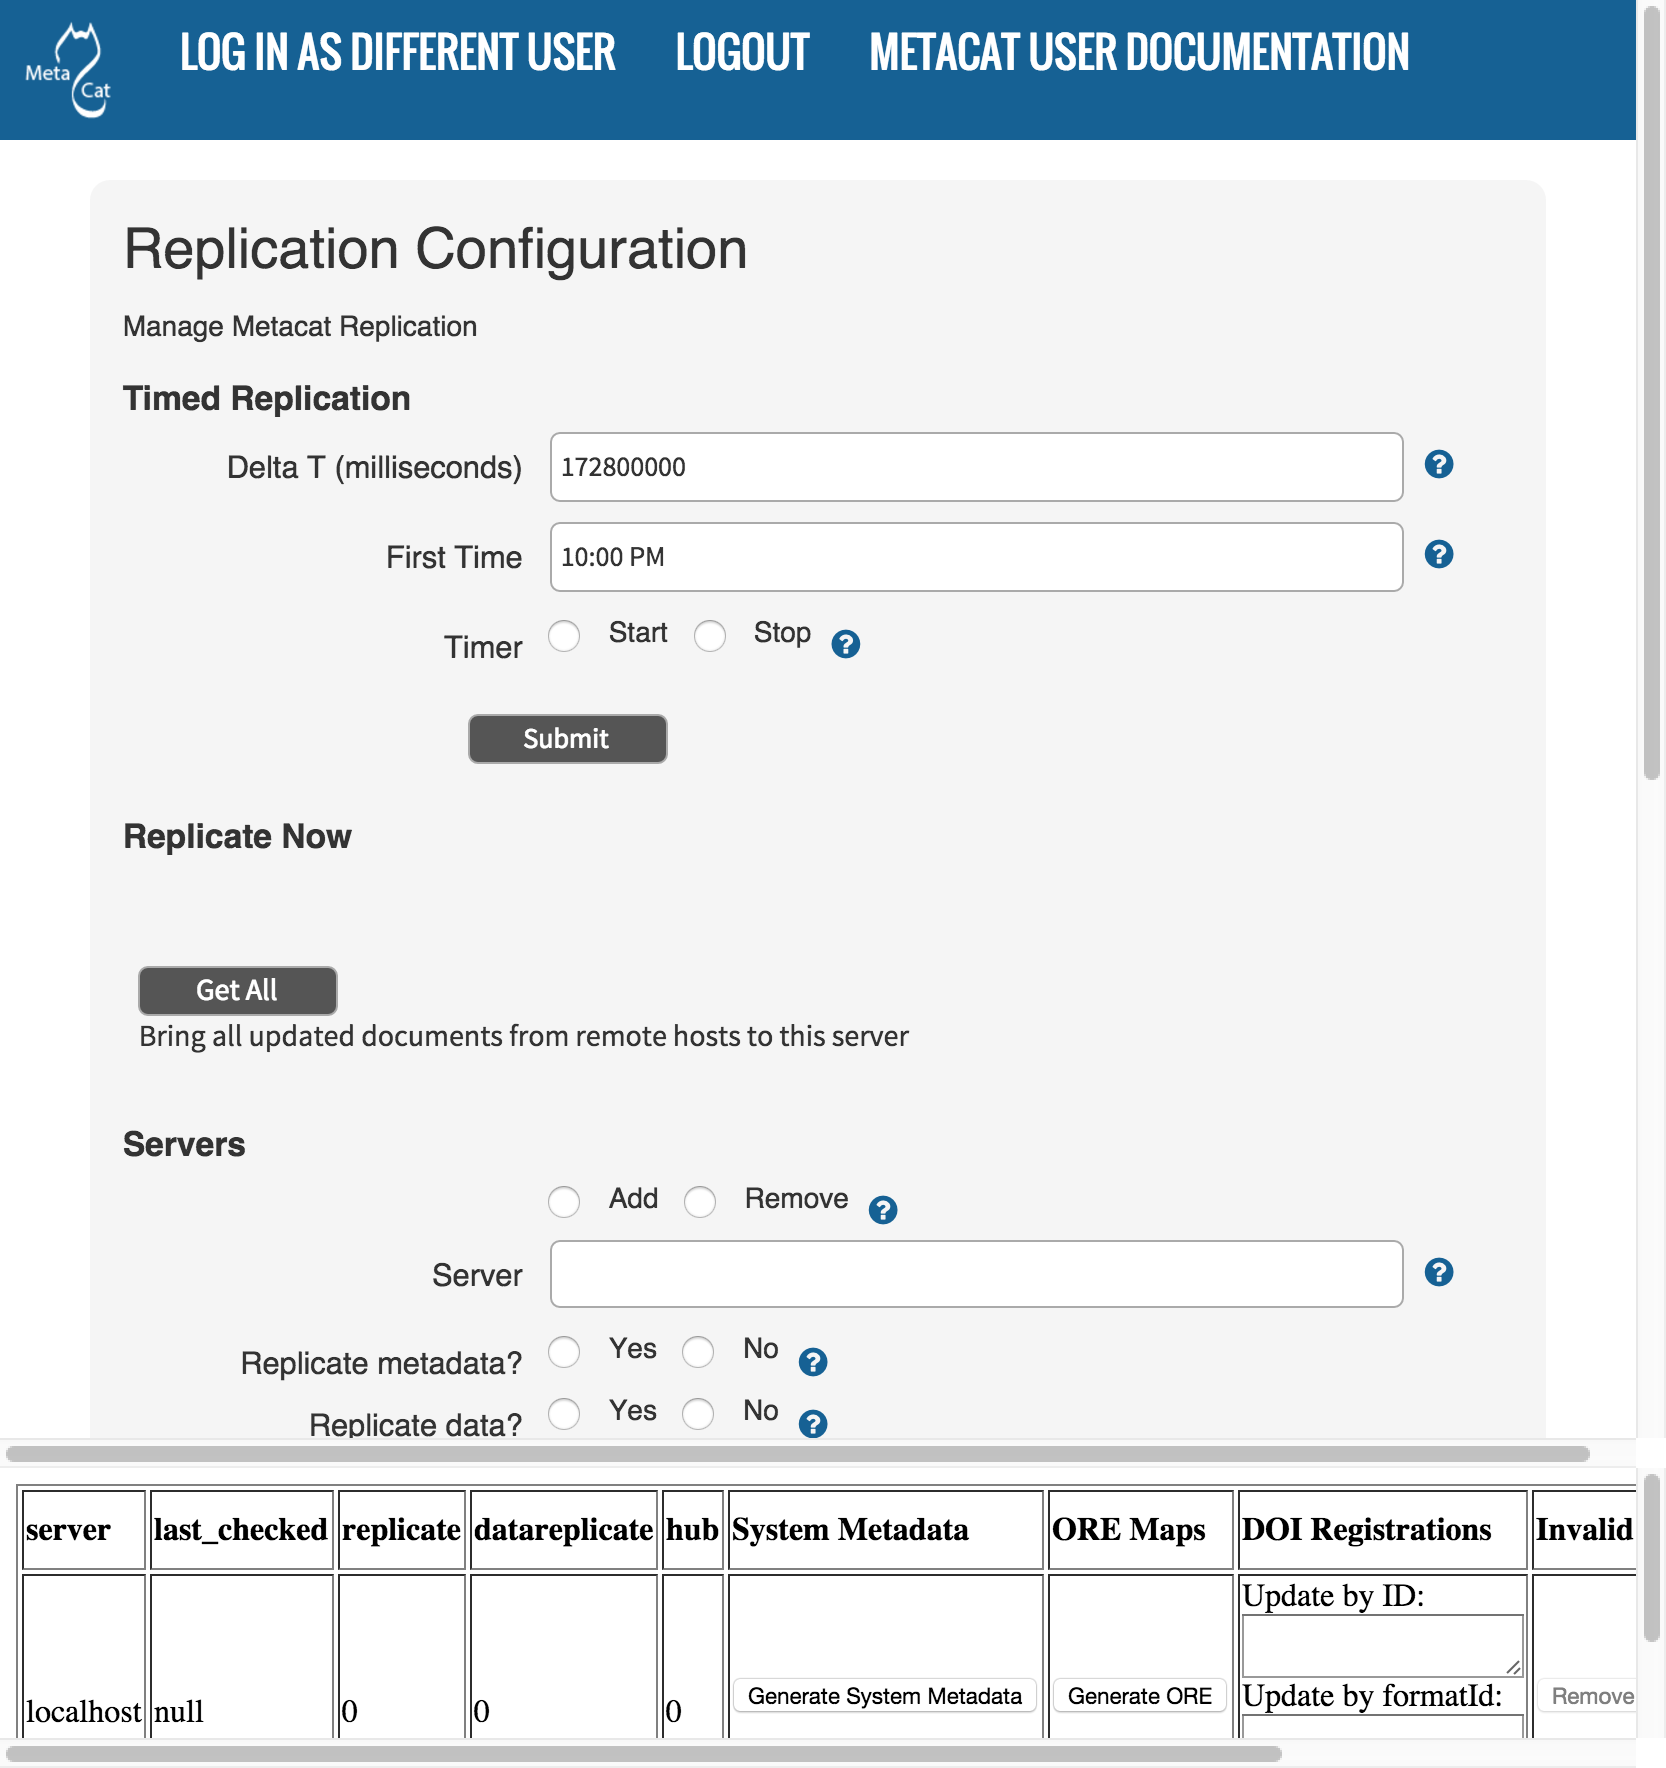 Meta Cat
LOG IN AS DIFFERENT USER LOGOUT METACAT USER DOCUMENTATION
Replication Configuration
Manage Metacat Replication
Timed Replication
Delta T (milliseconds) 172800000 ?
First Time 10:00 PM ?
Timer Start Stop ?
Submit
Replicate Now
Get All
Bring all updated documents from remote hosts to this server
Servers
Add Remove ?
Server ?
Replicate metadata? Yes No ?
Replicate data? Yes No ?
server last_checked replicate datareplicate hub System Metadata ORE Maps DOI Registrations Invalid
Update by ID:
Generate System Metadata Generate ORE Update by formatId: Remove
localhost null 0 0 0